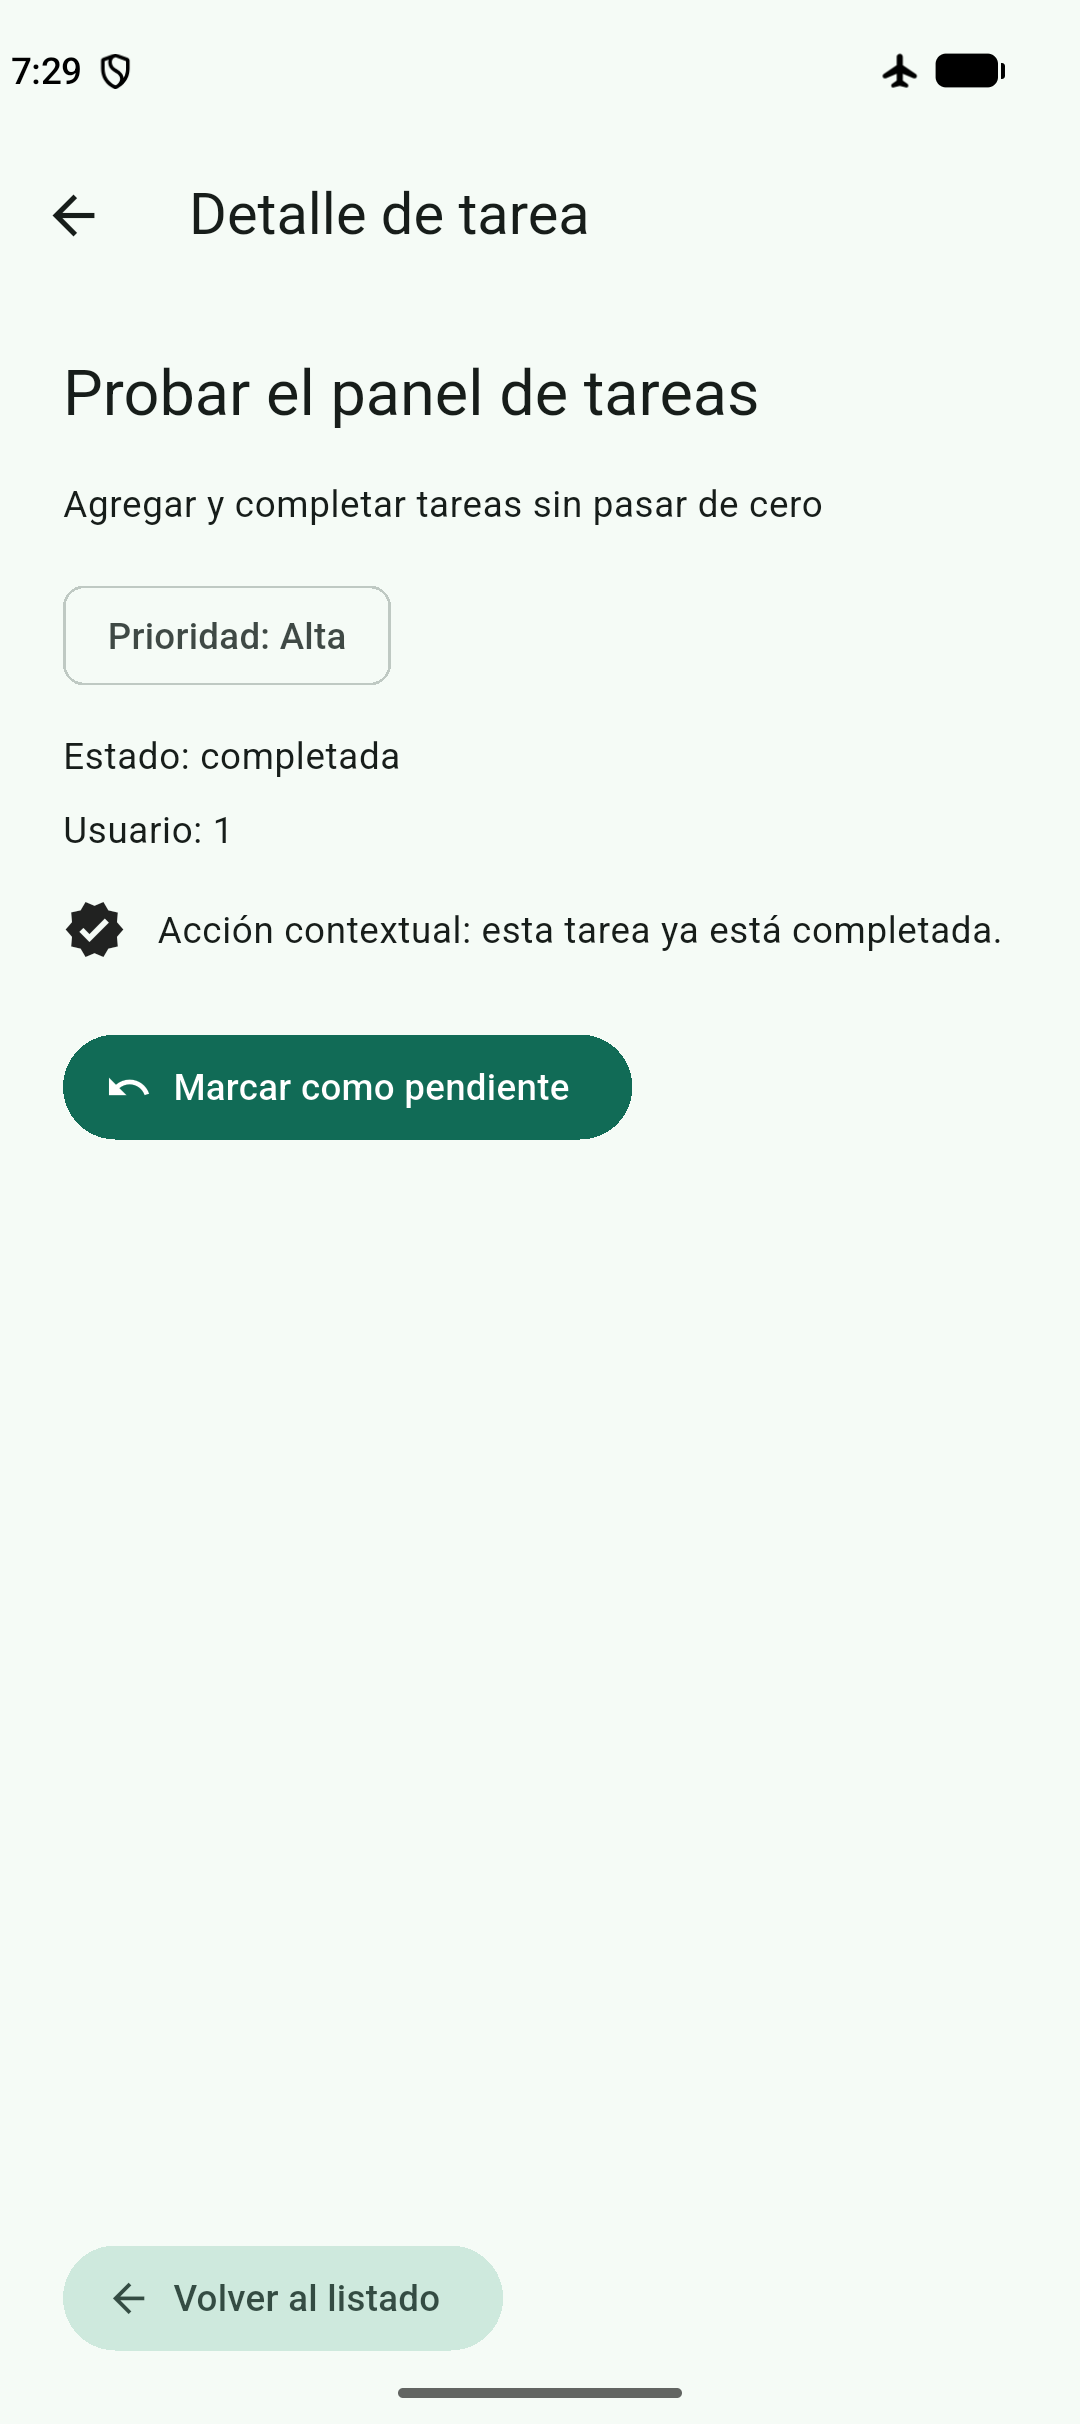 7:29
Detalle de tarea
Probar el panel de tareas
Agregar y completar tareas sin pasar de cero
Prioridad: Alta
Estado: completada
Usuario: 1
Acción contextual: esta tarea ya está completada.
Marcar como pendiente
Volver al listado